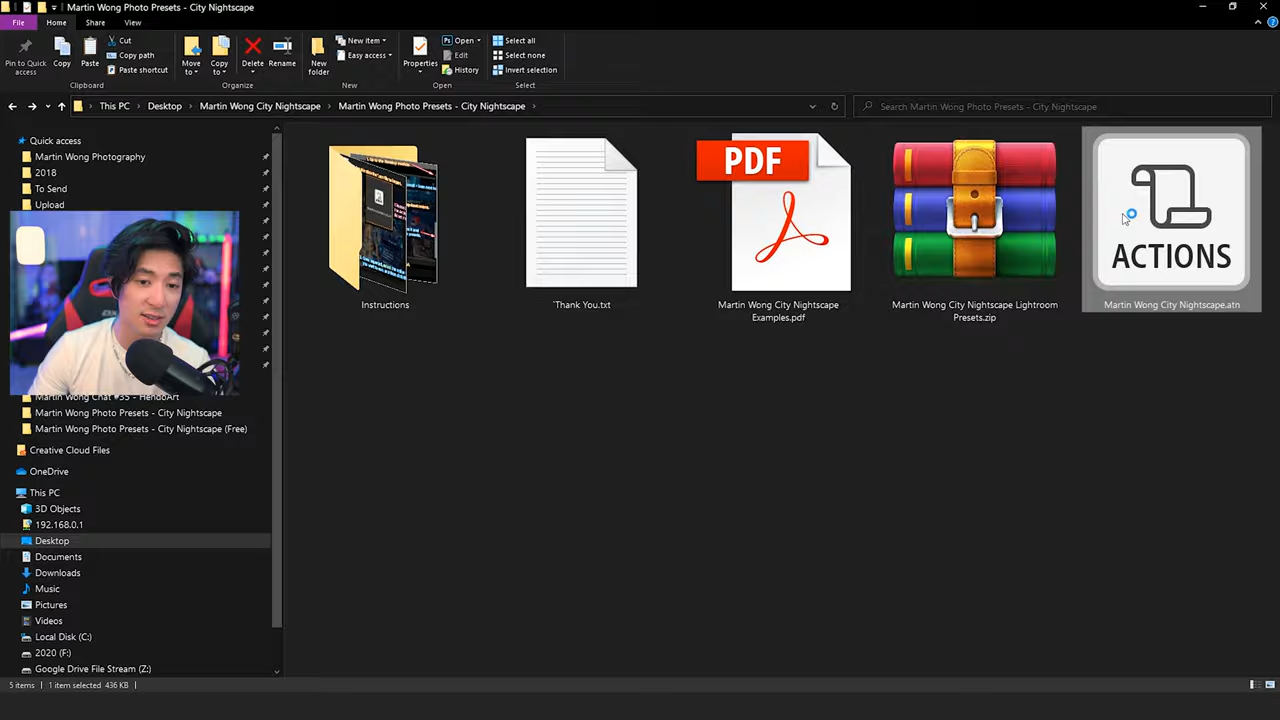 Martin Wong Photo Presets - City Nightscape
File
Home
Share
View
Pin to Quick
access
Copy
Paste
Cut
Copy path
Paste shortcut
Clipboard
Move
to
Copy
to
Delete
Rename
Organize
New
folder
New item
Easy access
New
Properties
Open
Edit
History
Open
Select all
Select none
Invert selection
Select
This PC
Desktop
Martin Wong City Nightscape
Martin Wong Photo Presets - City Nightscape
Search Martin Wong Photo Presets - City Nightscape
Quick access
Martin Wong Photography
2018
To Send
Upload
Martin Wong Chat #35 - HendoArt
Martin Wong Photo Presets - City Nightscape
Martin Wong Photo Presets - City Nightscape (Free)
Creative Cloud Files
OneDrive
This PC
3D Objects
192.168.0.1
Desktop
Documents
Downloads
Music
Pictures
Videos
Local Disk (C:)
2020 (F:)
Google Drive File Stream (Z:)
Instructions
`Thank You.txt
PDF
Martin Wong City Nightscape
Examples.pdf
Martin Wong City Nightscape Lightroom
Presets.zip
ACTIONS
Martin Wong City Nightscape.atn
5 items
1 item selected 436 KB